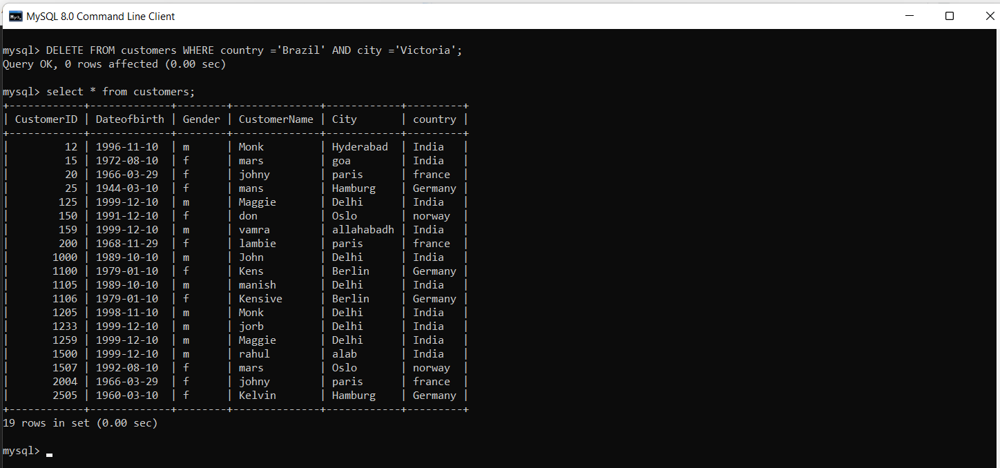 MySQL 8.0 Command Line Client
mysql> DELETE FROM customers WHERE country ='Brazil' AND city ='Victoria';
Query OK, 0 rows affected (0.00 sec)
mysql> select * from customers;
+------------+-------------+--------+--------------+------------+---------+
| CustomerID | Dateofbirth | Gender | CustomerName | City       | country |
+------------+-------------+--------+--------------+------------+---------+
|         12 | 1996-11-10  | m      | Monk         | Hyderabad  | India   |
|         15 | 1972-08-10  | f      | mars         | goa        | India   |
|         20 | 1966-03-29  | f      | johny        | paris      | france  |
|         25 | 1944-03-10  | f      | mans         | Hamburg    | Germany |
|        125 | 1999-12-10  | m      | Maggie       | Delhi      | India   |
|        150 | 1991-12-10  | f      | don          | Oslo       | norway  |
|        159 | 1999-12-10  | m      | vamra        | allahabadh | India   |
|        200 | 1968-11-29  | f      | lambie       | paris      | france  |
|       1000 | 1989-10-10  | m      | John         | Delhi      | India   |
|       1100 | 1979-01-10  | f      | Kens         | Berlin     | Germany |
|       1105 | 1989-10-10  | m      | manish       | Delhi      | India   |
|       1106 | 1979-01-10  | f      | Kensive      | Berlin     | Germany |
|       1205 | 1998-11-10  | m      | Monk         | Delhi      | India   |
|       1233 | 1999-12-10  | m      | jorb         | Delhi      | India   |
|       1259 | 1999-12-10  | m      | Maggie       | Delhi      | India   |
|       1500 | 1999-12-10  | m      | rahul        | alab       | India   |
|       1507 | 1992-08-10  | f      | mars         | Oslo       | norway  |
|       2004 | 1966-03-29  | f      | johny        | paris      | france  |
|       2505 | 1960-03-10  | f      | Kelvin       | Hamburg    | Germany |
+------------+-------------+--------+--------------+------------+---------+
19 rows in set (0.00 sec)
mysql>